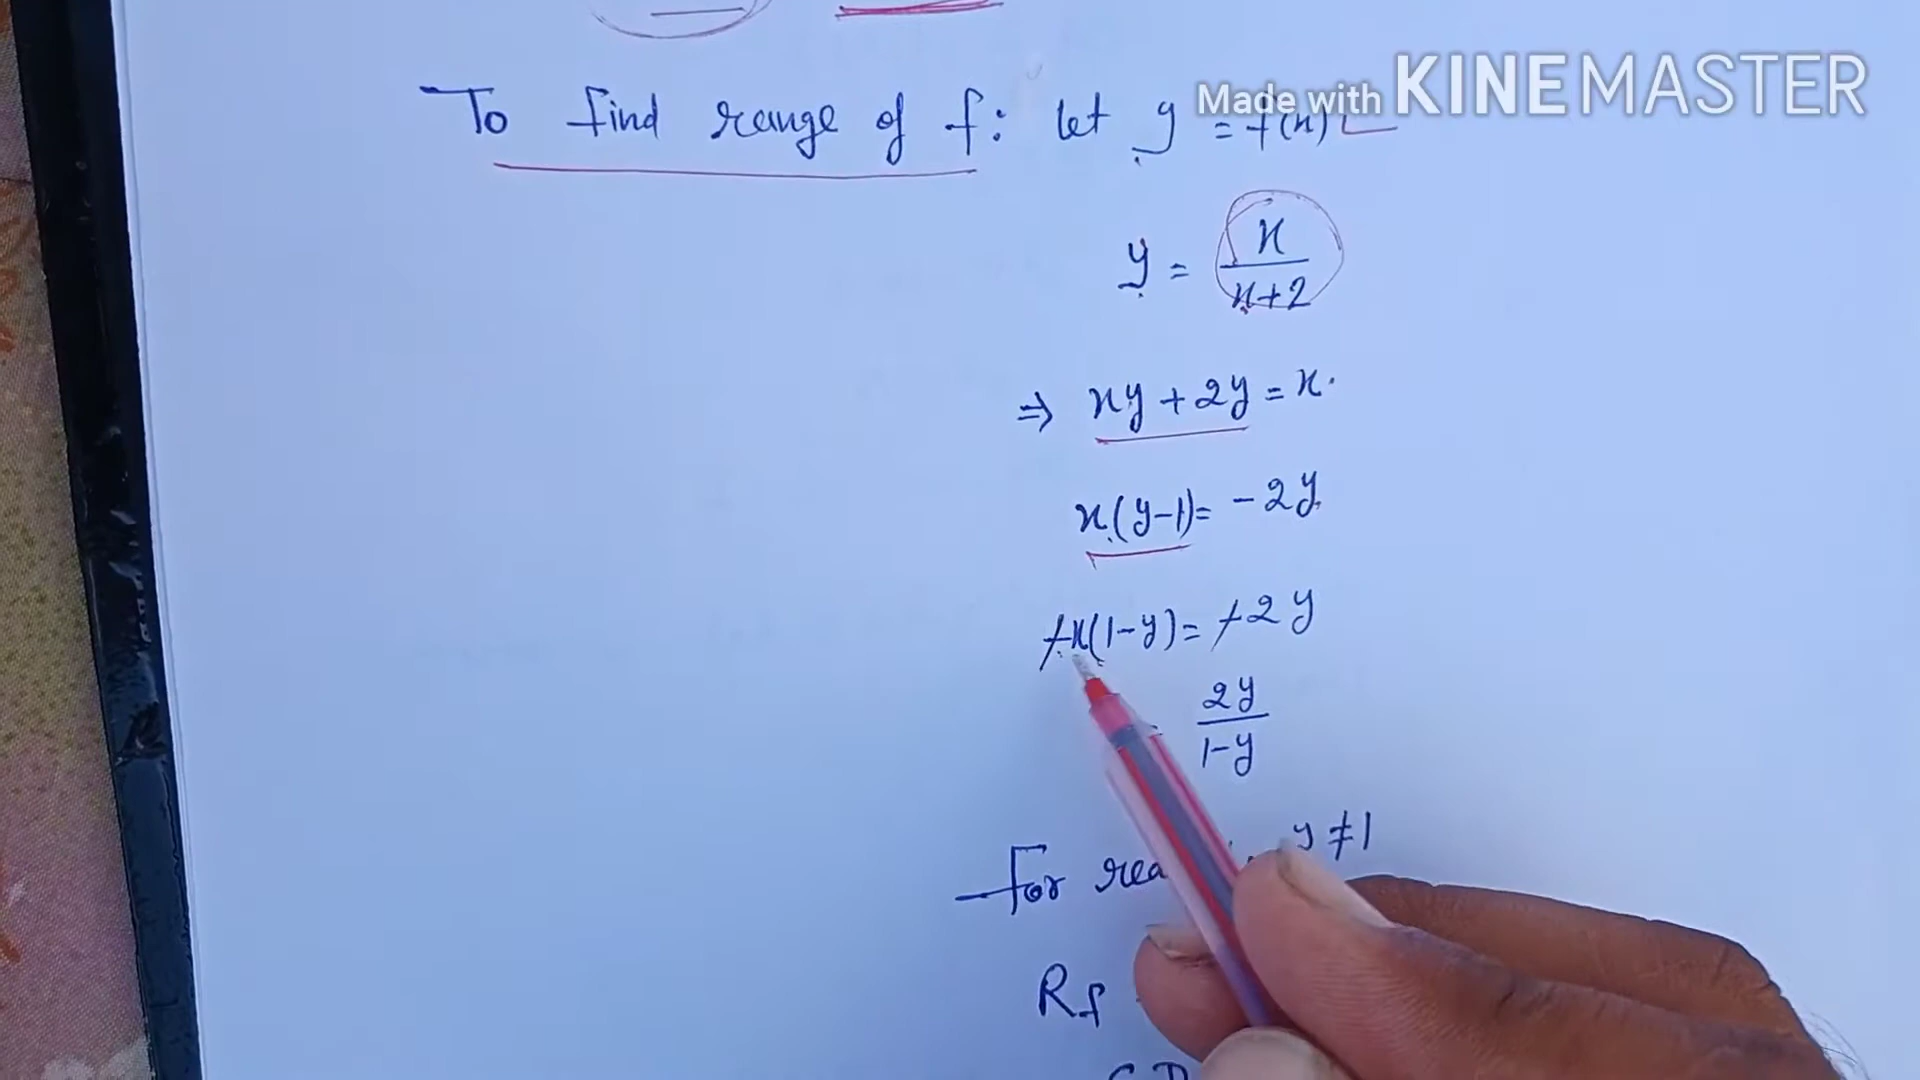 Made with KINEMASTER
To find range of f: let y = f(x)
y = x/(x+2)
⇒ xy + 2y = x.
x(y-1) = -2y
-x(1-y) = -2y
2y/(1-y)
For y ≠ 1
Rf